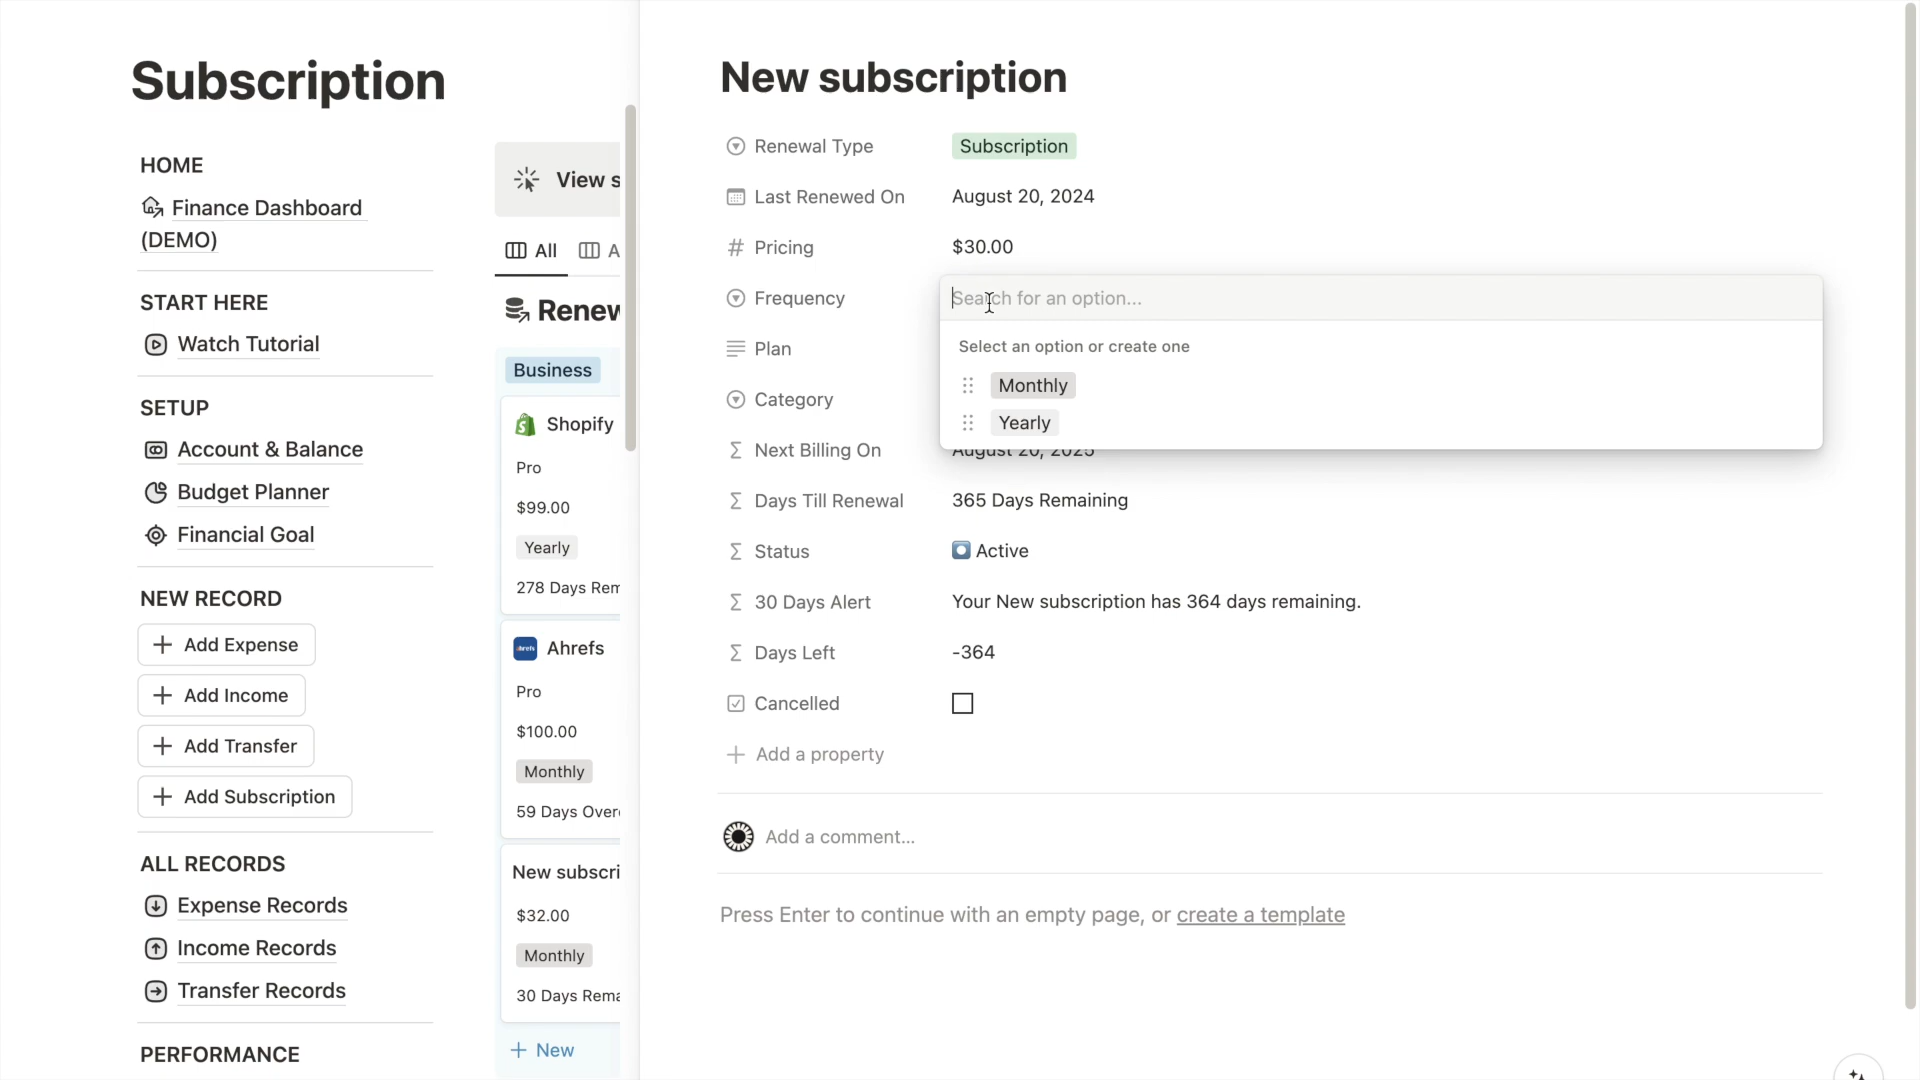 Subscription
HOME
Finance Dashboard
(DEMO)
START HERE
Watch Tutorial
SETUP
Account & Balance
Budget Planner
Financial Goal
NEW RECORD
Add Expense
Add Income
Add Transfer
Add Subscription
ALL RECORDS
Expense Records
Income Records
Transfer Records
PERFORMANCE
View s
All A
Renew
Business
Shopify
Pro
$99.00
Yearly
278 Days Rem
Ahrefs
Pro
$100.00
Monthly
59 Days Over
New subscri
$32.00
Monthly
30 Days Rema
New
New subscription
Renewal Type Subscription
Last Renewed On August 20, 2024
Pricing $30.00
Frequency Search for an option...
Select an option or create one
Monthly
Yearly
Plan
Category
Next Billing On August 20, 2025
Days Till Renewal 365 Days Remaining
Status Active
30 Days Alert Your New subscription has 364 days remaining.
Days Left -364
Cancelled
Add a property
Add a comment...
Press Enter to continue with an empty page, or create a template